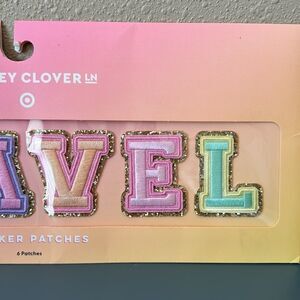 EY CLOVER LN
AVEL
KER PATCHES
6 Patches